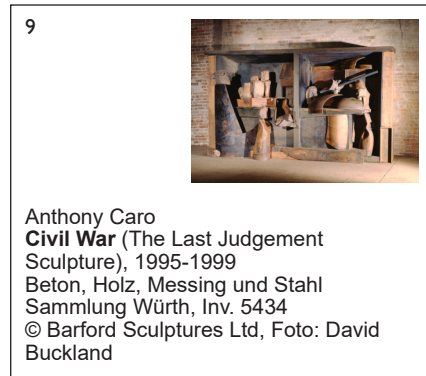 9
Anthony Caro
Civil War (The Last Judgement
Sculpture), 1995-1999
Beton, Holz, Messing und Stahl
Sammlung Würth, Inv. 5434
© Barford Sculptures Ltd, Foto: David
Buckland